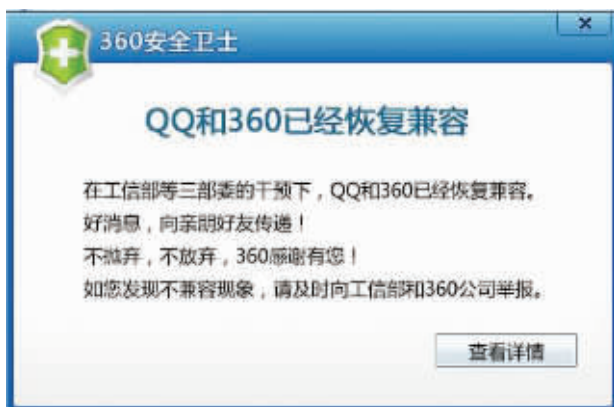 360安全卫士
QQ和360已经恢复兼容
在工信部等三部委的干预下，QQ和360已经恢复兼容。
好消息，向亲朋好友传递！
不抛弃，不放弃，360感谢有您！
如您发现不兼容现象，请及时向工信部和360公司举报。
查看详情